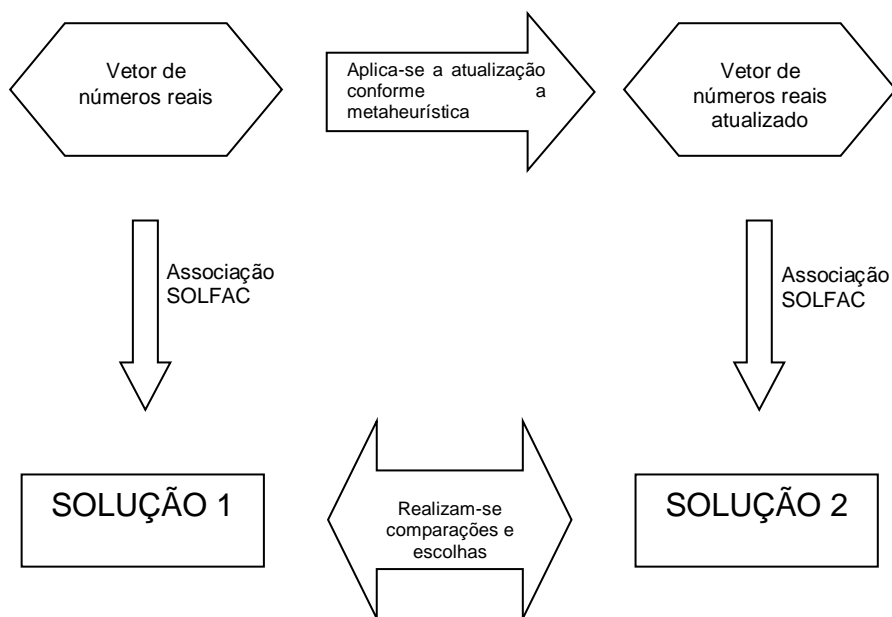 Vetor de
números reais
Aplica-se a atualização
conforme a
metaheurística
Vetor de
números reais
atualizado
Associação
SOLFAC
Associação
SOLFAC
SOLUÇÃO 1
Realizam-se
comparações e
escolhas
SOLUÇÃO 2